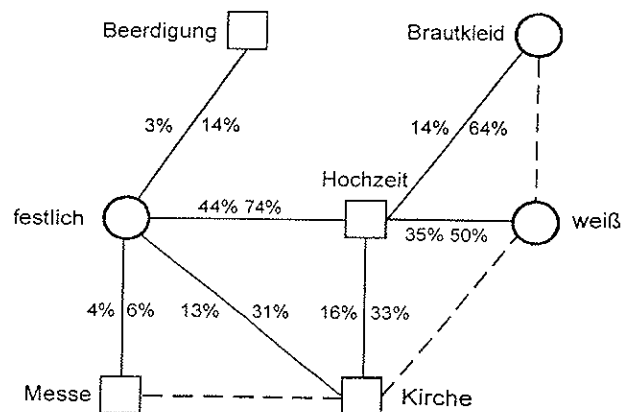 Beerdigung
Brautkleid
3% 14%
14% 64%
Hochzeit
festlich
44% 74%
35% 50%
weiß
4% 6%
13% 31%
16% 33%
Messe
Kirche